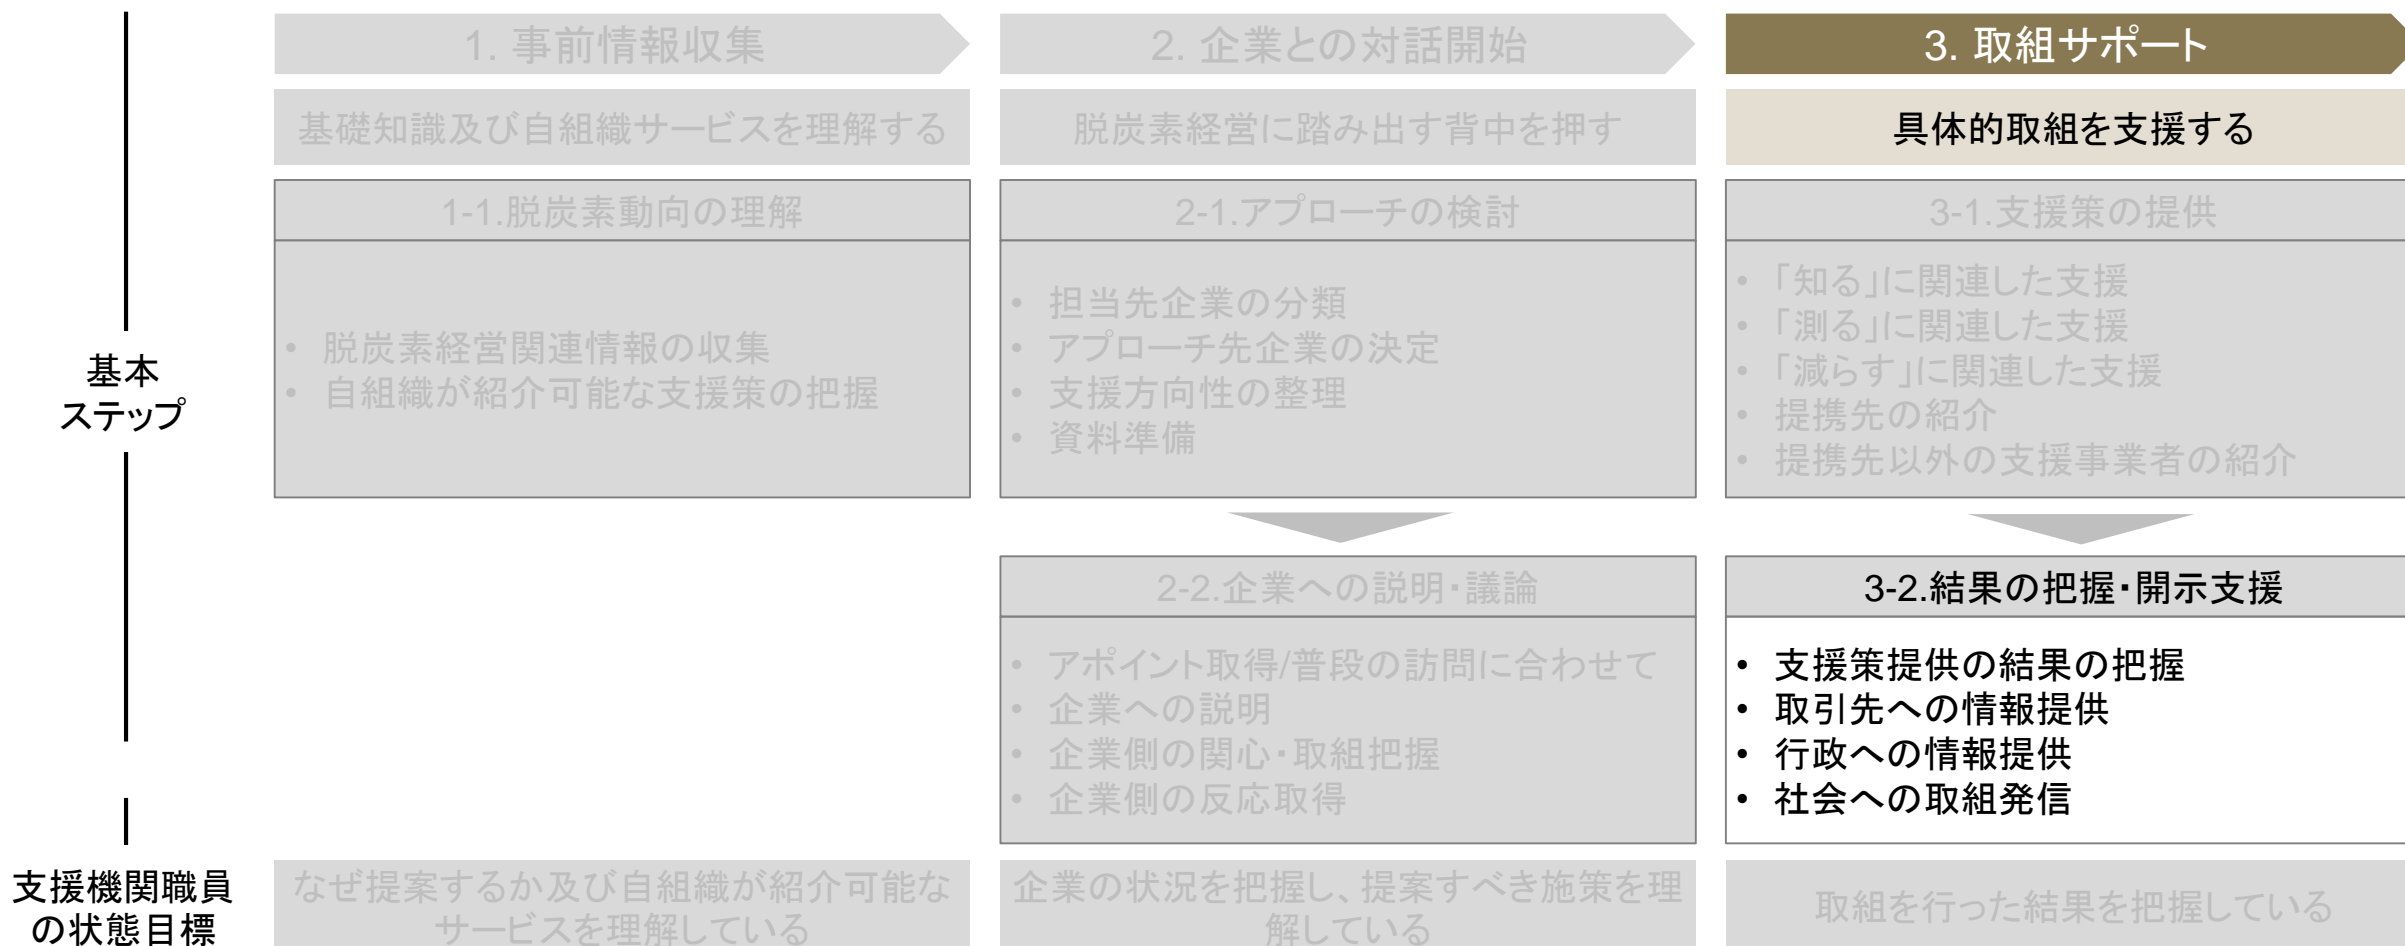 1. 事前情報収集
2. 企業との対話開始
3. 取組サポート
基礎知識及び自組織サービスを理解する
脱炭素経営に踏み出す背中を押す
具体的取組を支援する
基本
ステップ
1-1.脱炭素動向の理解
• 脱炭素経営関連情報の収集
• 自組織が紹介可能な支援策の把握
2-1.アプローチの検討
• 担当先企業の分類
• アプローチ先企業の決定
• 支援方向性の整理
• 資料準備
3-1.支援策の提供
• 「知る」に関連した支援
• 「測る」に関連した支援
• 「減らす」に関連した支援
• 提携先の紹介
• 提携先以外の支援事業者の紹介
2-2.企業への説明・議論
• アポイント取得/普段の訪問に合わせて
• 企業への説明
• 企業側の関心・取組把握
• 企業側の反応取得
3-2.結果の把握・開示支援
• 支援策提供の結果の把握
• 取引先への情報提供
• 行政への情報提供
• 社会への取組発信
支援機関職員
の状態目標
なぜ提案するか及び自組織が紹介可能な
サービスを理解している
企業の状況を把握し、提案すべき施策を理
解している
取組を行った結果を把握している